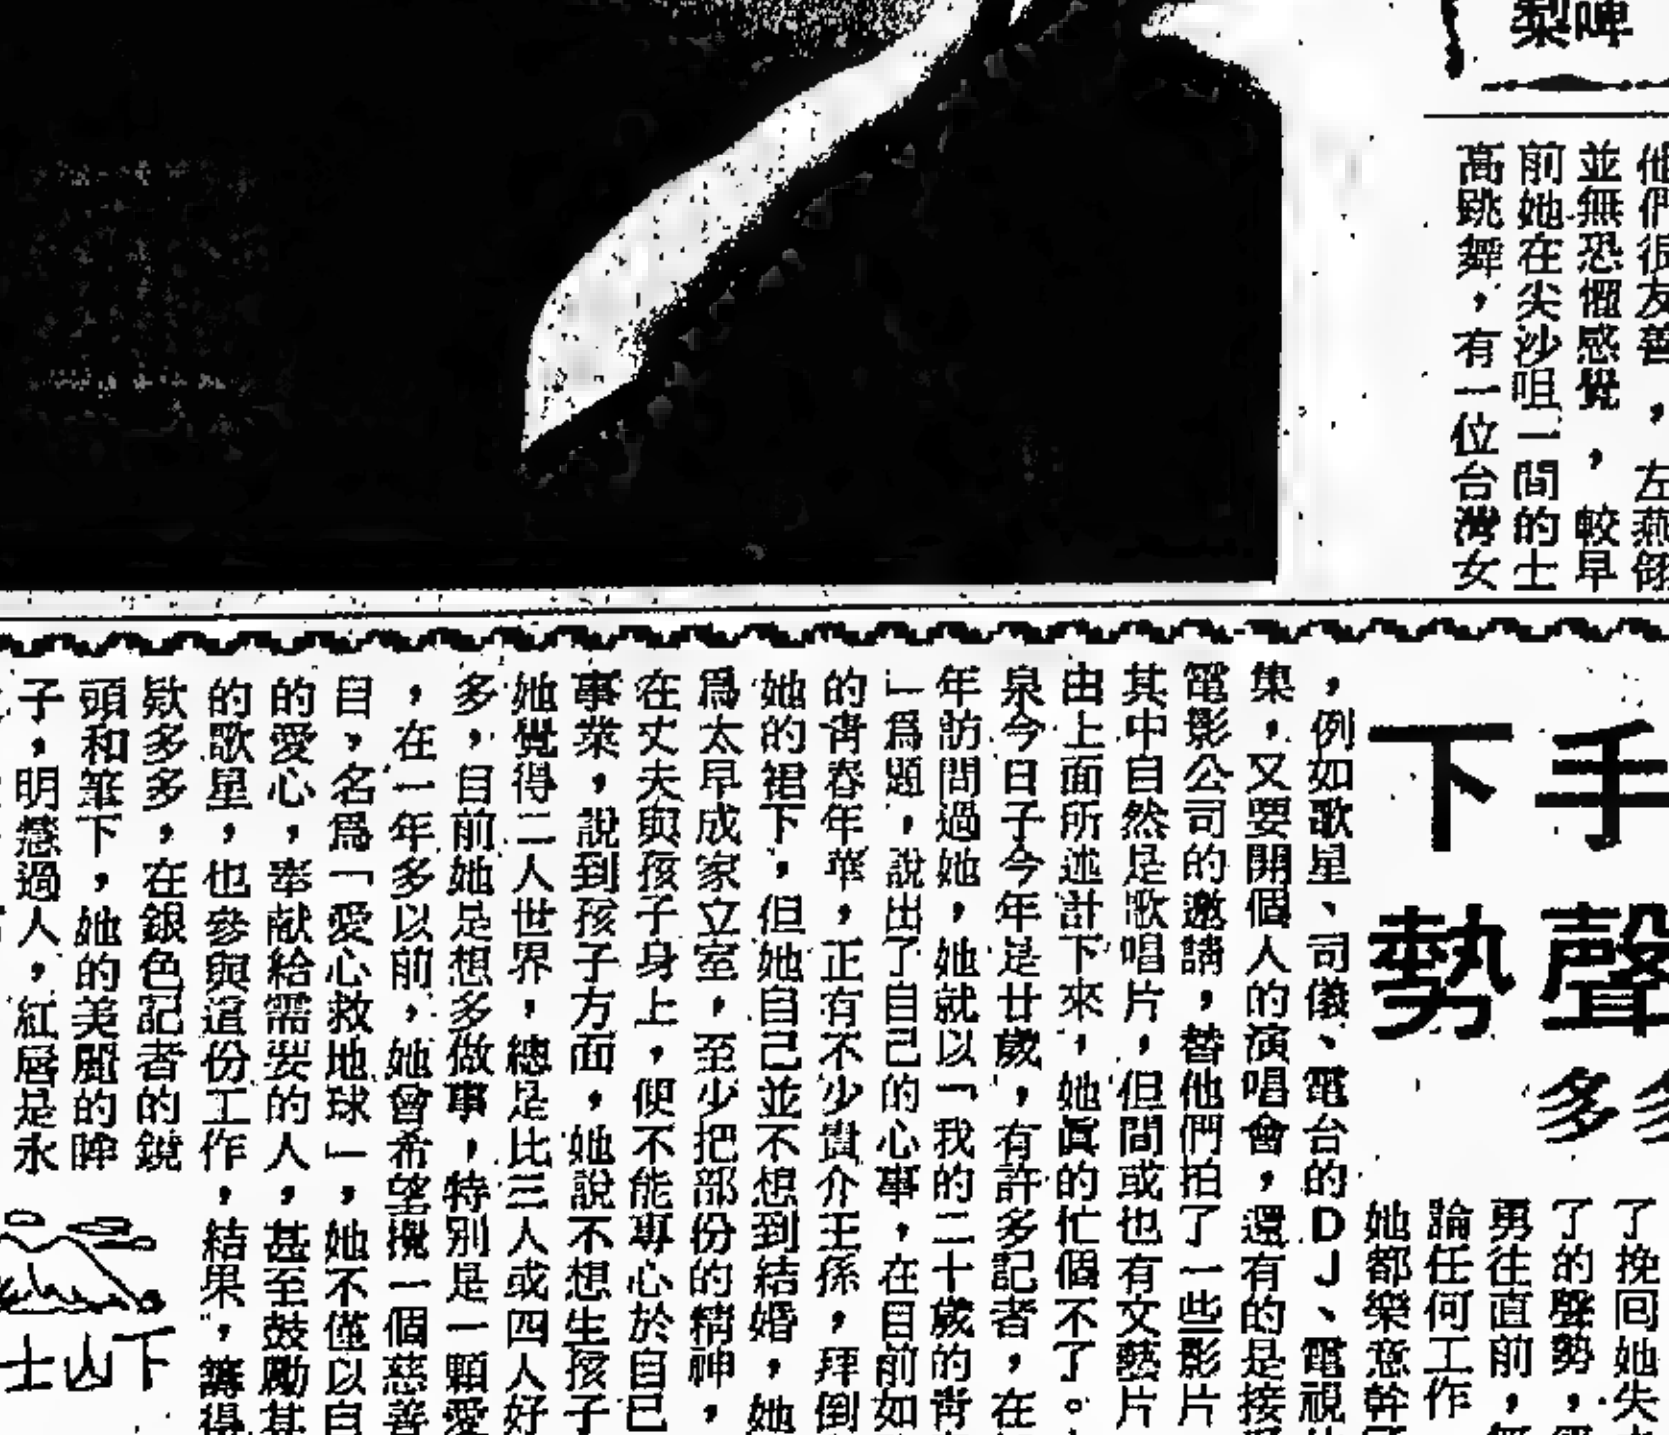 梨啤
他們很友善，左燕翎
並無恐懼感覺，較早
前她在尖沙咀一間的士
高跳舞，有一位台灣女
手聲多
下勢
了挽回她失
了的聲勢，
勇往直前，無
論任何工作
她都樂意幹
，例如歌星、司儀、電台的DJ、電視
集，又要開個人的演唱會，還有的是接
電影公司的邀請，替他們拍了一些影片
其中自然是歌唱片，但間或也有文藝片
由上面所述計下來，她眞的忙個不了。
泉今日子今年是廿歲，有許多記者，在
年訪問過她，她就以「我的二十歲的靑
」爲題，說出了自己的心事，在目前如
的靑春年華，正有不少貴介王孫，拜倒
她的裙下，但她自己並不想到結婚，她
爲太早成家立室，至少把部份的精神，
在丈夫與孩子身上，便不能專心於自己
事業，說到孩子方面，她說不想生孩子
她覺得二人世界，總是比三人或四人好
多，目前她是想多做事，特別是一顆愛
，在一年多以前，她曾希望攪一個慈善
目，名爲「愛心救地球」，她不僅以自
的愛心，奉献給需要的人，甚至鼓勵其
的歌星，也參與這份工作，結果，籌得
欵多多，在銀色記者的鏡
頭和筆下，她的美麗的眸
子，明慧過人，紅唇是永
下山士